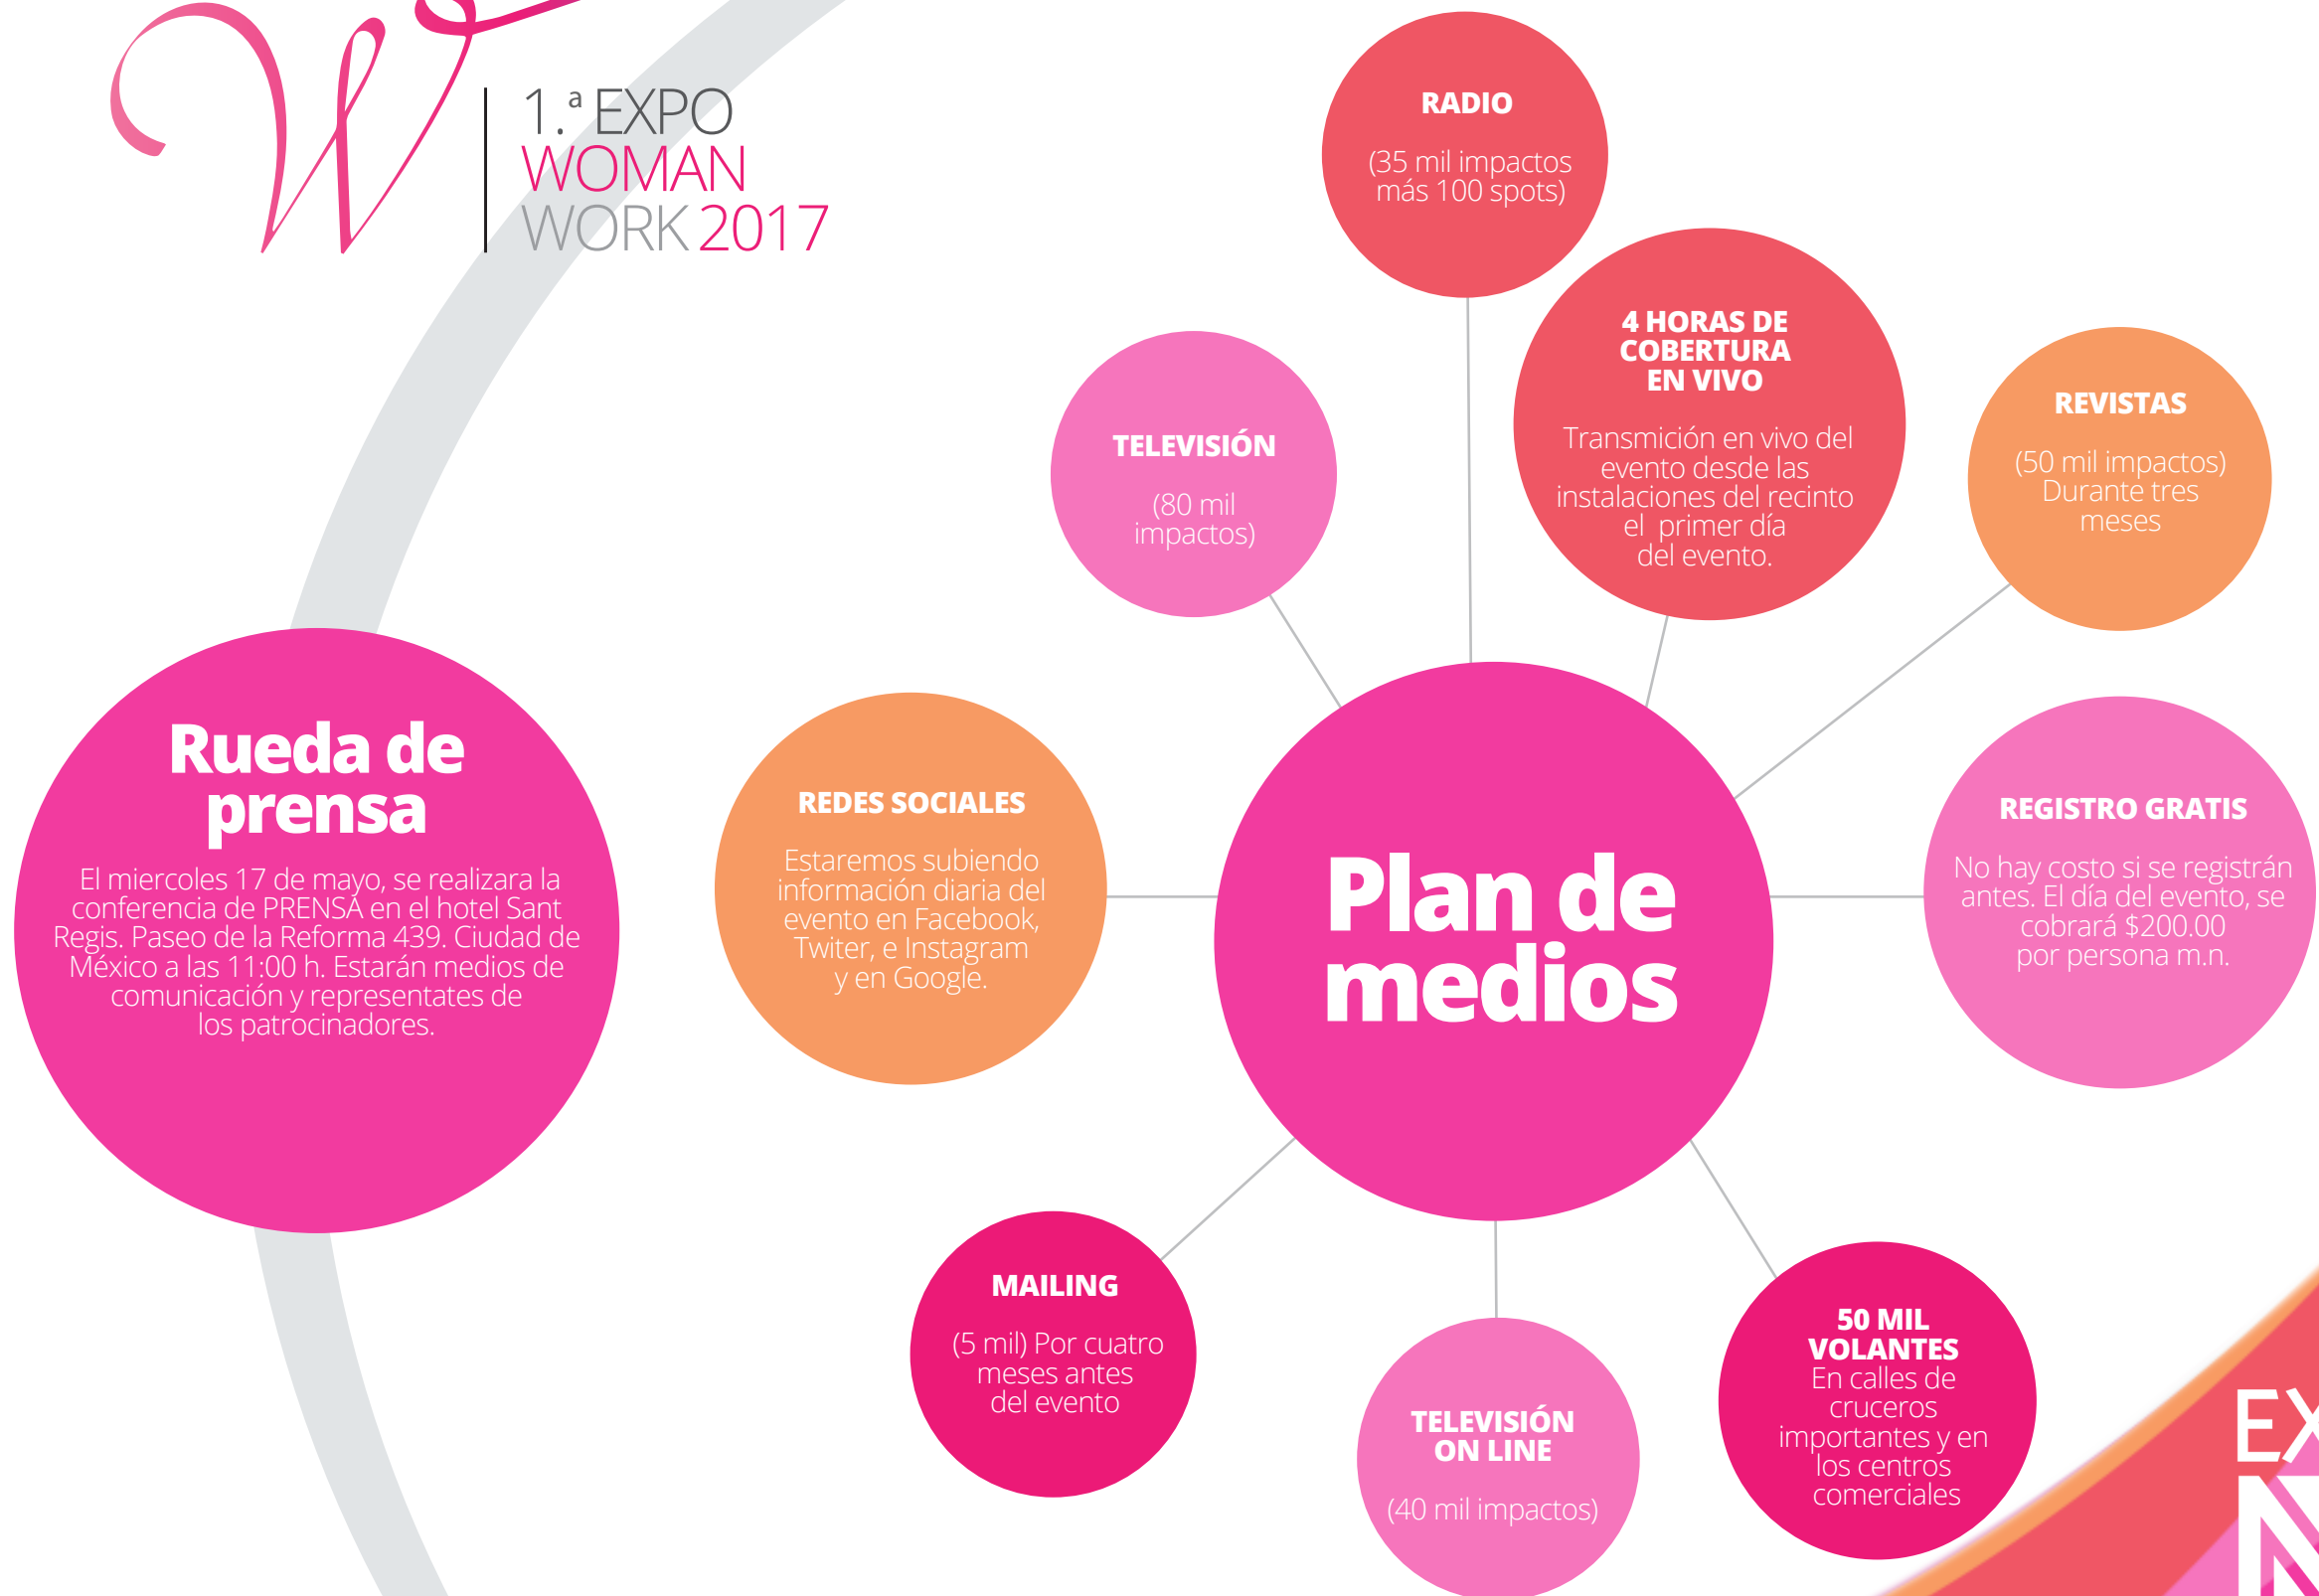 1.ª EXPO
WOMAN
WORK 2017
RADIO
(35 mil impactos
más 100 spots)
4 HORAS DE
COBERTURA
EN VIVO
Transmición en vivo del
evento desde las
instalaciones del recinto
el primer día
del evento.
TELEVISIÓN
(80 mil
impactos)
REVISTAS
(50 mil impactos)
Durante tres
meses
Rueda de
prensa
El miercoles 17 de mayo, se realizara la
conferencia de PRENSA en el hotel Sant
Regis. Paseo de la Reforma 439. Ciudad de
México a las 11:00 h. Estarán medios de
comunicación y representates de
los patrocinadores.
REDES SOCIALES
Estaremos subiendo
información diaria del
evento en Facebook,
Twiter, e Instagram
y en Google.
Plan de
medios
REGISTRO GRATIS
No hay costo si se registrán
antes. El día del evento, se
cobrará $200.00
por persona m.n.
MAILING
(5 mil) Por cuatro
meses antes
del evento
TELEVISIÓN
ON LINE
(40 mil impactos)
50 MIL
VOLANTES
En calles de
cruceros
importantes y en
los centros
comerciales